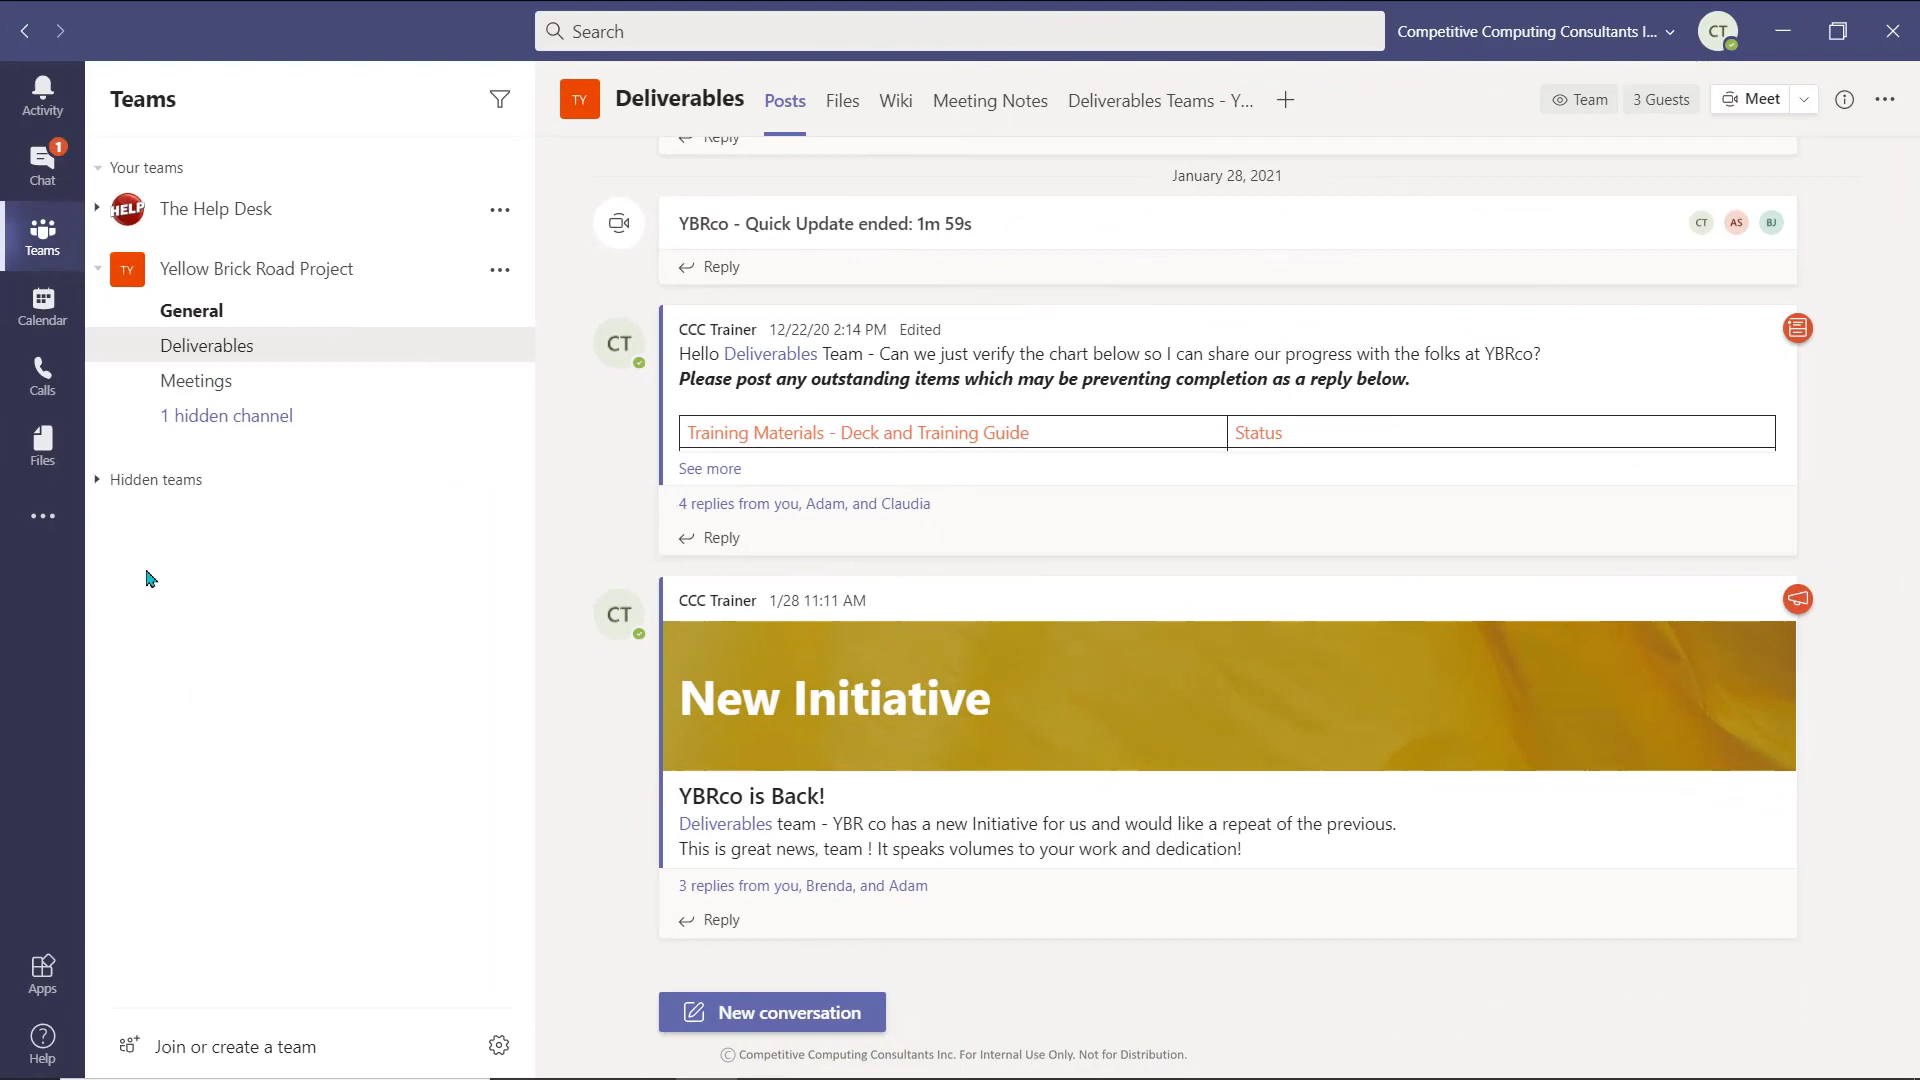 Search
Competitive Computing Consultants I...
CT
Activity
1
Chat
Teams
Calendar
Calls
Files
Apps
Help
Teams
Your teams
HELP
The Help Desk
TY
Yellow Brick Road Project
General
Deliverables
Meetings
1 hidden channel
Hidden teams
Join or create a team
TY
Deliverables
Posts
Files
Wiki
Meeting Notes
Deliverables Teams - Y...
Team
3 Guests
Meet
Reply
January 28, 2021
YBRco - Quick Update ended: 1m 59s
CT
AS
BJ
Reply
CT
CCC Trainer 12/22/20 2:14 PM Edited
Hello Deliverables Team - Can we just verify the chart below so I can share our progress with the folks at YBRco?
Please post any outstanding items which may be preventing completion as a reply below.
Training Materials - Deck and Training Guide
Status
See more
4 replies from you, Adam, and Claudia
Reply
CT
CCC Trainer 1/28 11:11 AM
New Initiative
YBRco is Back!
Deliverables team - YBR co has a new Initiative for us and would like a repeat of the previous.
This is great news, team ! It speaks volumes to your work and dedication!
3 replies from you, Brenda, and Adam
Reply
New conversation
© Competitive Computing Consultants Inc. For Internal Use Only. Not for Distribution.